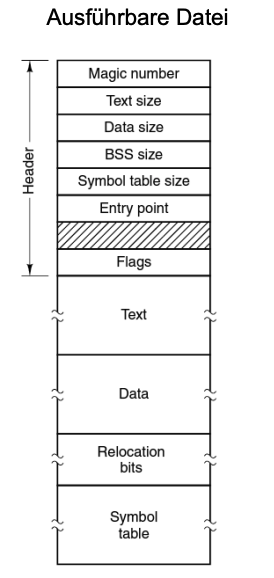 Ausführbare Datei
Header
Magic number
Text size
Data size
BSS size
Symbol table size
Entry point
Flags
Text
Data
Relocation
bits
Symbol
table